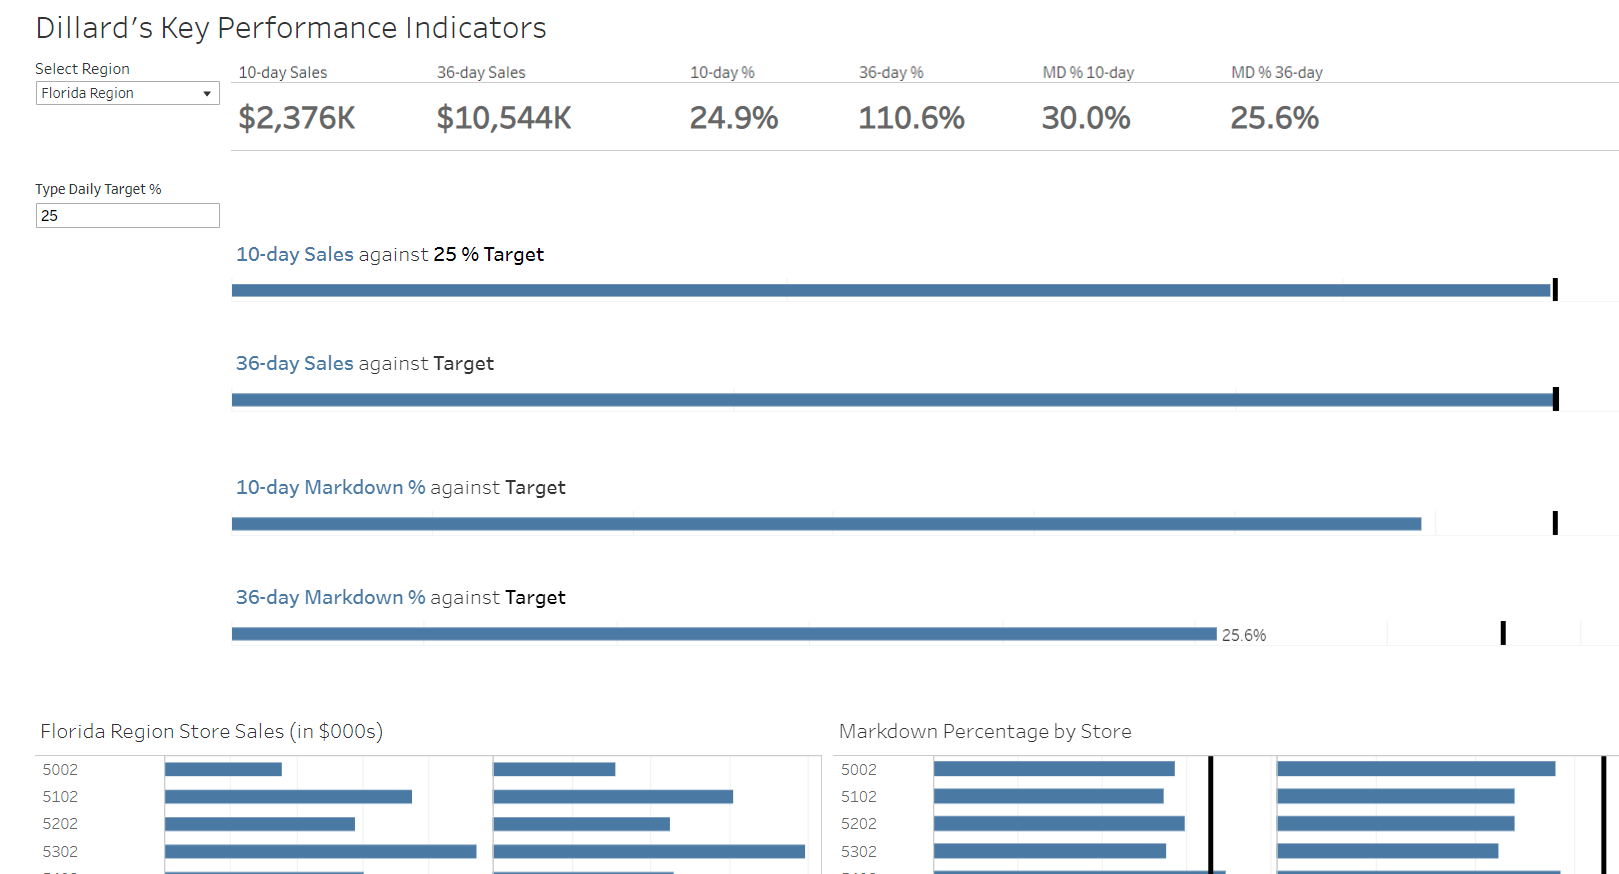 Dillard's Key Performance Indicators
Select Region
Florida Region
10-day Sales
36-day Sales
10-day %
36-day %
MD % 10-day
MD % 36-day
$2,376K
$10,544K
24.9%
110.6%
30.0%
25.6%
Type Daily Target %
25
10-day Sales against 25 % Target
36-day Sales against Target
10-day Markdown % against Target
36-day Markdown % against Target
25.6%
Florida Region Store Sales (in $000s)
5002
5102
5202
5302
Markdown Percentage by Store
5002
5102
5202
5302